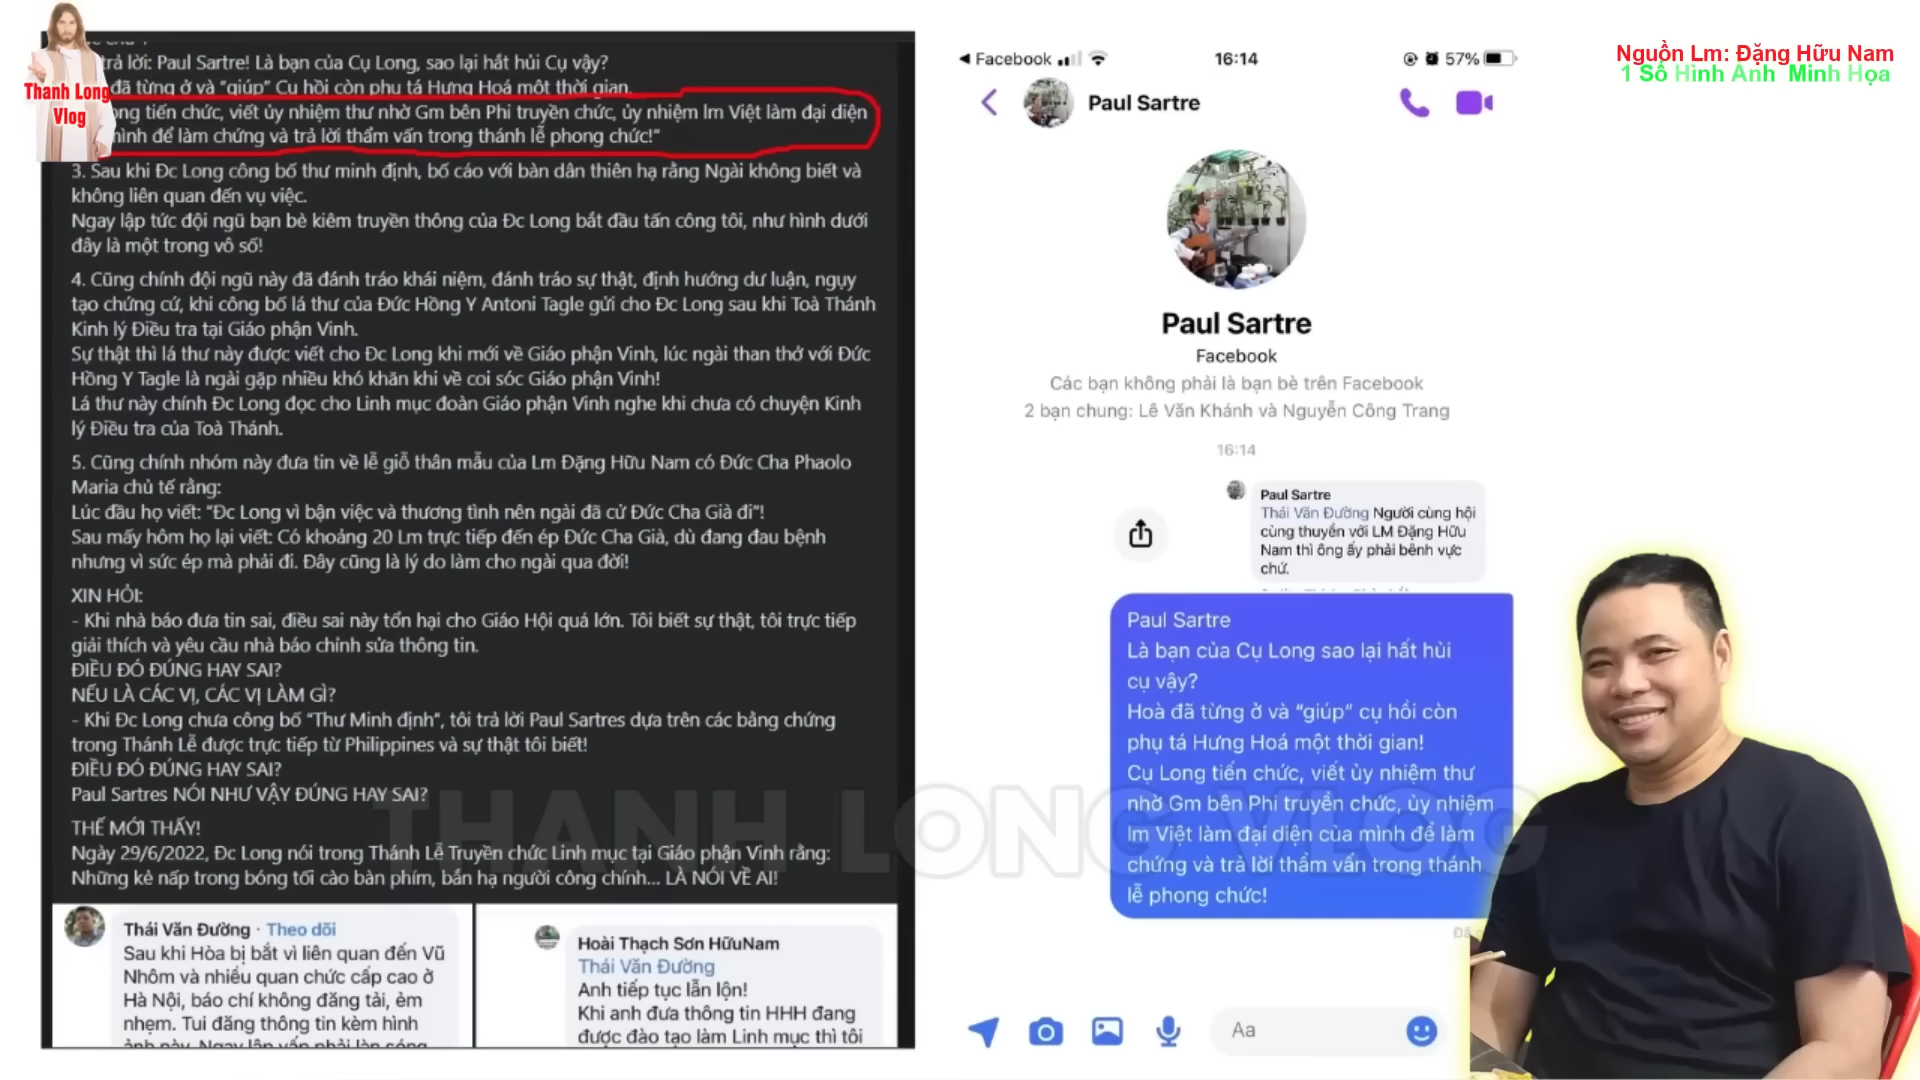 Thanh Long
Vlog
trả lời: Paul Sartre! Là bạn của Cụ Long, sao lại hắt hủi Cụ vậy?
đã từng ở và “giúp” Cu hồi còn phu tá Hưng Hoá một thời gian.
ng tiến chức, viết ủy nhiệm thư nhờ Gm bên Phi truyền chức, ủy nhiệm lm Việt làm đại diện
mình để làm chứng và trả lời thẩm vấn trong thánh lễ phong chức!”
3. Sau khi Đc Long công bố thư minh định, bố cáo với bàn dân thiên hạ rằng Ngài không biết và
không liên quan đến vụ việc.
Ngay lập tức đội ngũ bạn bè kiêm truyền thông của Đc Long bắt đầu tấn công tôi, như hình dưới
đây là một trong vô số!
4. Cũng chính đội ngũ này đã đánh tráo khái niệm, đánh tráo sự thật, định hướng dư luận, ngụy
tạo chứng cứ, khi công bố lá thư của Đức Hồng Y Antoni Tagle gửi cho Đc Long sau khi Toà Thánh
Kinh lý Điều tra tại Giáo phận Vinh.
Sự thật thì lá thư này được viết cho Đc Long khi mới về Giáo phận Vinh, lúc ngài than thở với Đức
Hồng Y Tagle là ngài gặp nhiều khó khăn khi về coi sóc Giáo phận Vinh!
Lá thư này chính Đc Long đọc cho Linh mục đoàn Giáo phận Vinh nghe khi chưa có chuyện Kinh
lý Điều tra của Toà Thánh.
5. Cũng chính nhóm này đưa tin về lễ giỗ thân mẫu của Lm Đặng Hữu Nam có Đức Cha Phaolo
Maria chủ tế rằng:
Lúc đầu họ viết: “Đc Long vì bận việc và thương tình nên ngài đã cử Đức Cha Già đi”!
Sau mấy hôm họ lại viết: Có khoảng 20 Lm trực tiếp đến ép Đức Cha Già, dù đang đau bệnh
nhưng vì sức ép mà phải đi. Đây cũng là lý do làm cho ngài qua đời!
XIN HỎI:
- Khi nhà báo đưa tin sai, điều sai này tổn hại cho Giáo Hội quá lớn. Tôi biết sự thật, tôi trực tiếp
giải thích và yêu cầu nhà báo chỉnh sửa thông tin.
ĐIỀU ĐÓ ĐÚNG HAY SAI?
NẾU LÀ CÁC VỊ, CÁC VỊ LÀM GÌ?
- Khi Đc Long chưa công bố “Thư Minh định”, tôi trả lời Paul Sartres dựa trên các bằng chứng
trong Thánh Lễ được trực tiếp từ Philippines và sự thật tôi biết!
ĐIỀU ĐÓ ĐÚNG HAY SAI?
Paul Sartres NÓI NHƯ VẬY ĐÚNG HAY SAI?
THẾ MỚI THẤY!
Ngày 29/6/2022, Đc Long nói trong Thánh Lễ Truyền chức Linh mục tại Giáo phận Vinh rằng:
Những kẻ nấp trong bóng tối cào bàn phím, bắn hạ người công chính... LÀ NÓI VỀ AI!
Thái Văn Đường · Theo dõi
Sau khi Hòa bị bắt vì liên quan đến Vũ
Nhôm và nhiều quan chức cấp cao ở
Hà Nội, báo chí không đăng tải, èm
nhẹm. Tui đăng thông tin kèm hình
ảnh này. Ngay lập
Hoài Thạch Sơn HữuNam
Thái Văn Đường
Anh tiếp tục lẫn lộn!
Khi anh đưa thông tin HHH đang
được đào tạo làm Linh mục thì tôi
Facebook
16:14
57%
Paul Sartre
Paul Sartre
Facebook
Các bạn không phải là bạn bè trên Facebook
2 bạn chung: Lê Văn Khánh và Nguyễn Công Trang
16:14
Paul Sartre
Thái Văn Đường Người cùng hội
cùng thuyền với LM Đặng Hữu
Nam thì ông ấy phải bênh vực
chứ.
Paul Sartre
Là bạn của Cụ Long sao lại hất hủi
cụ vậy?
Hoà đã từng ở và “giúp” cụ hồi còn
phụ tá Hưng Hoá một thời gian!
Cụ Long tiến chức, viết ủy nhiệm thư
nhờ Gm bên Phi truyền chức, ủy nhiệm
lm Việt làm đại diện của mình để làm
chứng và trả lời thẩm vấn trong thánh
lễ phong chức!
Aa
Nguồn Lm: Đặng Hữu Nam
1 Số Hình Ảnh Minh Họa
THANH LONG VLOG